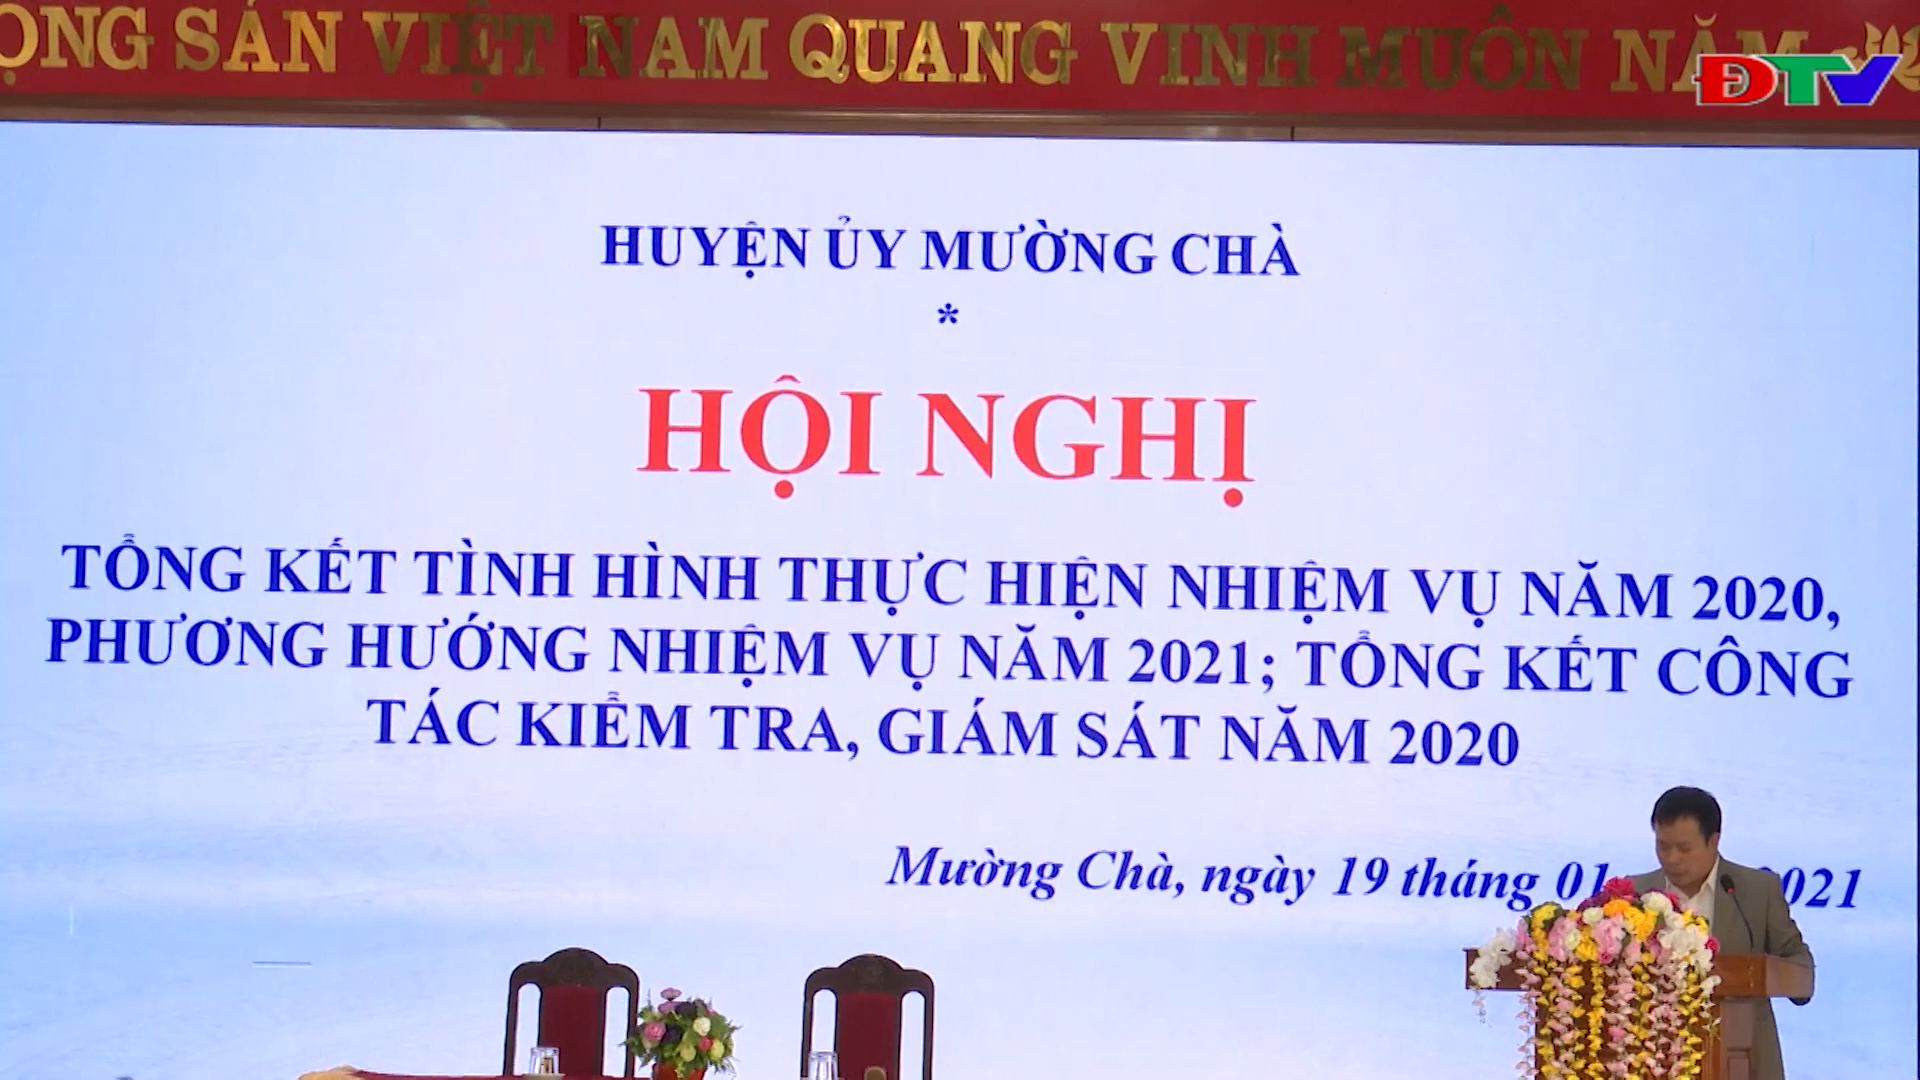 ỘNG SẢN VIỆT NAM QUANG VINH MUÔN NĂM
ĐTV
HUYỆN ỦY MƯỜNG CHÀ
*
HỘI NGHỊ
TỔNG KẾT TÌNH HÌNH THỰC HIỆN NHIỆM VỤ NĂM 2020,
PHƯƠNG HƯỚNG NHIỆM VỤ NĂM 2021; TỔNG KẾT CÔNG
TÁC KIỂM TRA, GIÁM SÁT NĂM 2020
Mường Chà, ngày 19 tháng 01 021